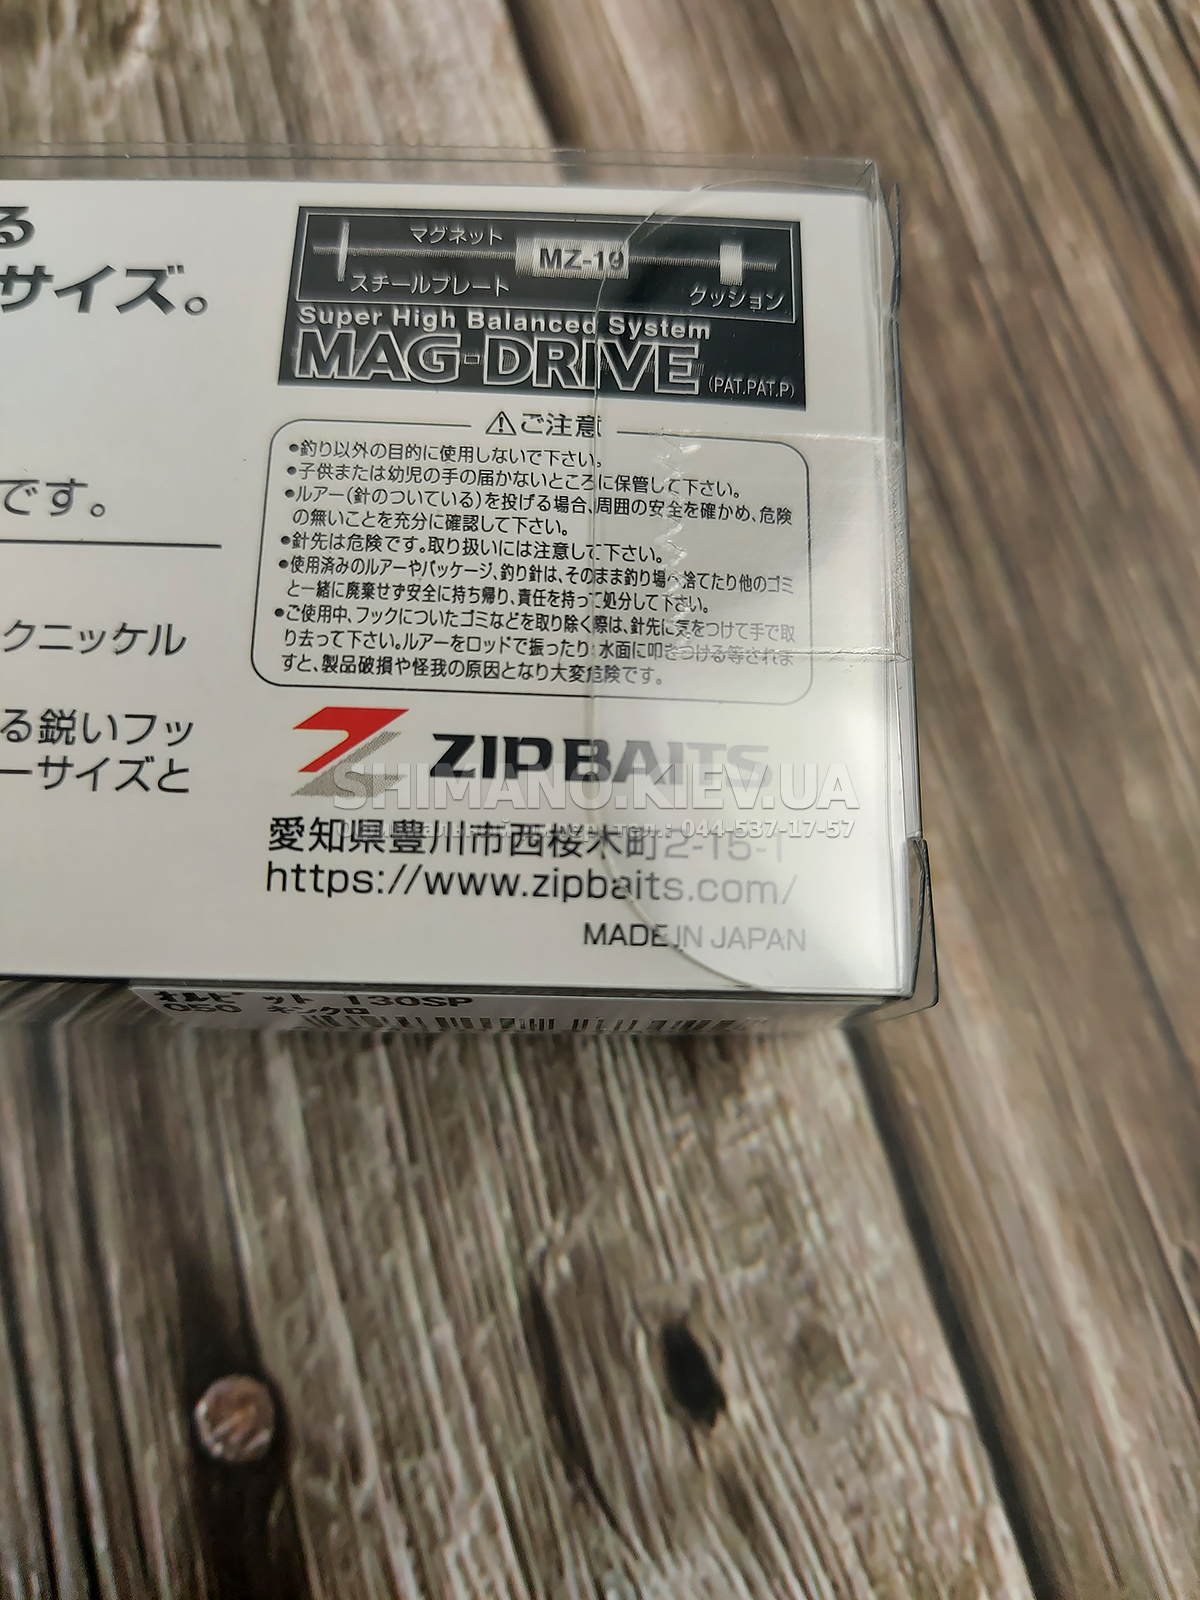 る
サイズ。
です。
クニッケル
る鋭いフッ
ーサイズと
マグネット
MZ-19
スチールプレート
クッション
Super High Balanced System
MAG-DRIVE (PAT.PAT.P)
⚠ご注意
•釣り以外の目的に使用しないで下さい。
•子供または幼児の手の届かないところに保管して下さい。
•ルアー(針のついている)を投げる場合、周囲の安全を確かめ、危険
の無いことを充分に確認して下さい。
•針先は危険です。取り扱いには注意して下さい。
•使用済みのルアーやパッケージ、釣り針は、そのまま釣り場へ捨てたり他のゴミ
と一緒に廃棄せず安全に持ち帰り、責任を持って処分して下さい。
•ご使用中、フックについたゴミなどを取り除く際は、針先に気をつけて手で取
り去って下さい。ルアーをロッドで振ったり、水面に叩きつける等されま
すと、製品破損や怪我の原因となり大変危険です。
ZIPBAITS
SHIMANO.KIEV.UA
тел.: 044-537-17-57
愛知県豊川市西桜木町2-15-1
https://www.zipbaits.com/
MADE IN JAPAN
オルビット 130SP
050 キンクロ